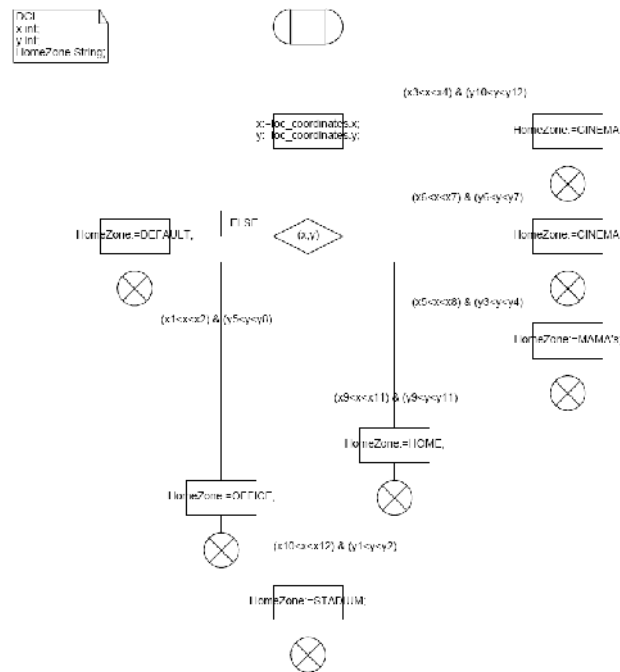 DCL
x int;
y int;
HomeZone String;
(x3<x<x4) & (y10<y<y12)
x:=loc_coordinates.x;
y:=loc_coordinates.y;
HomeZone:=CINEMA
(x6<x<x7) & (y6<y<y7)
HomeZone:=DEFAULT;
ELSE
(x,y)
HomeZone:=CINEMA
(x5<x<x8) & (y3<y<y4)
(x1<x<x2) & (y5<y<y8)
HomeZone:=MAMA's;
(x9<x<x11) & (y9<y<y11)
HomeZone:=HOME;
HomeZone:=OFFICE;
(x10<x<x12) & (y1<y<y2)
HomeZone:=STADIUM;